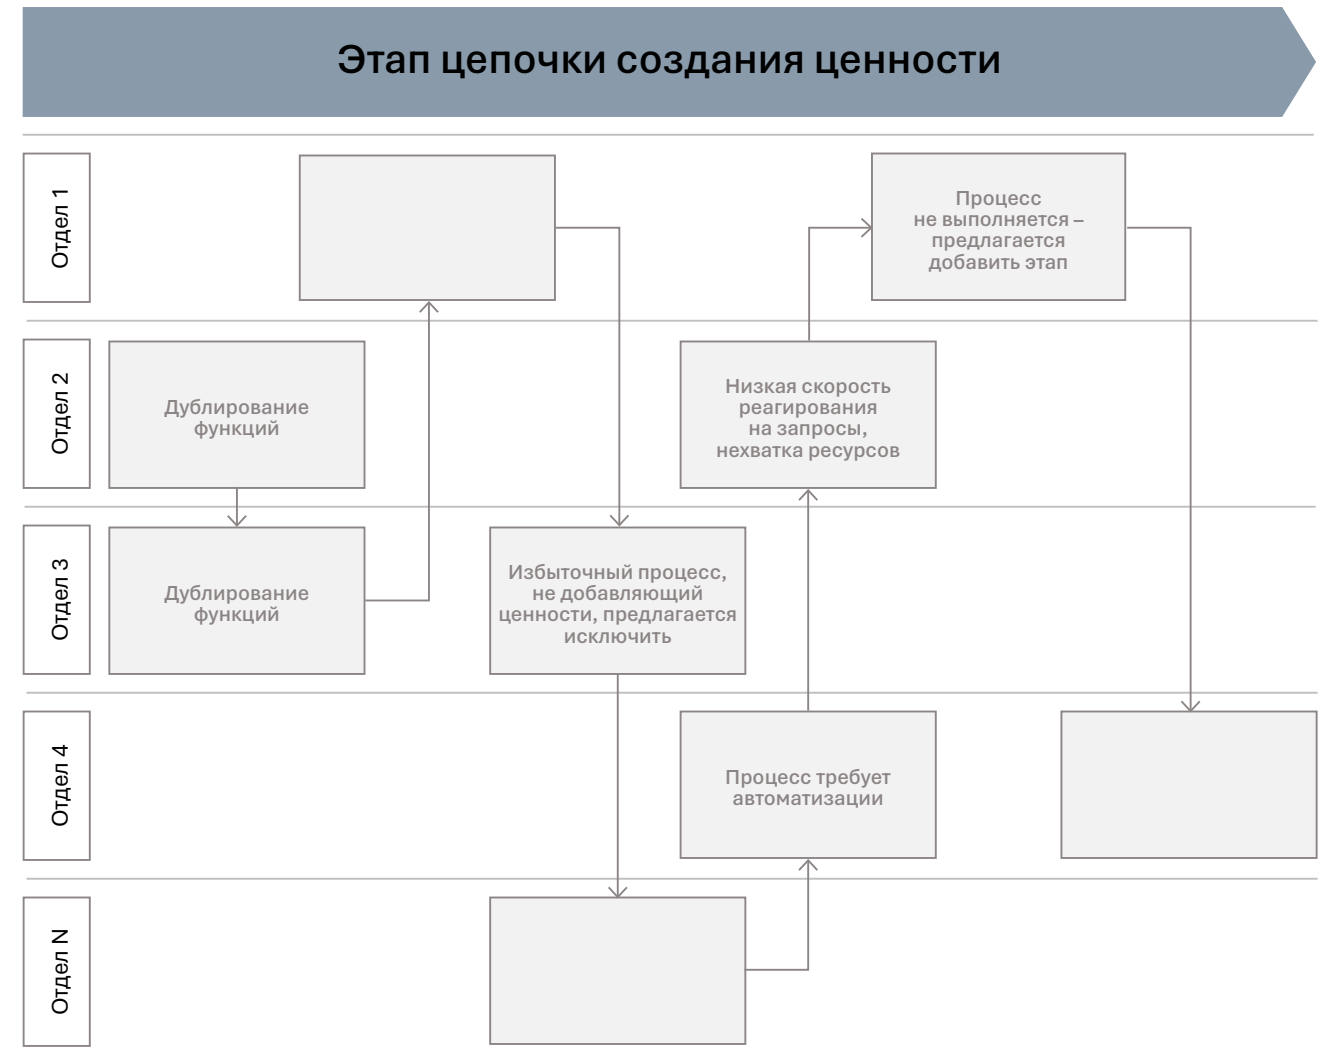 Этап цепочки создания ценности
Отдел 1
Процесс
не выполняется –
предлагается
добавить этап
Отдел 2
Дублирование
функций
Низкая скорость
реагирования
на запросы,
нехватка ресурсов
Отдел 3
Дублирование
функций
Избыточный процесс,
не добавляющий
ценности, предлагается
исключить
Отдел 4
Процесс требует
автоматизации
Отдел N